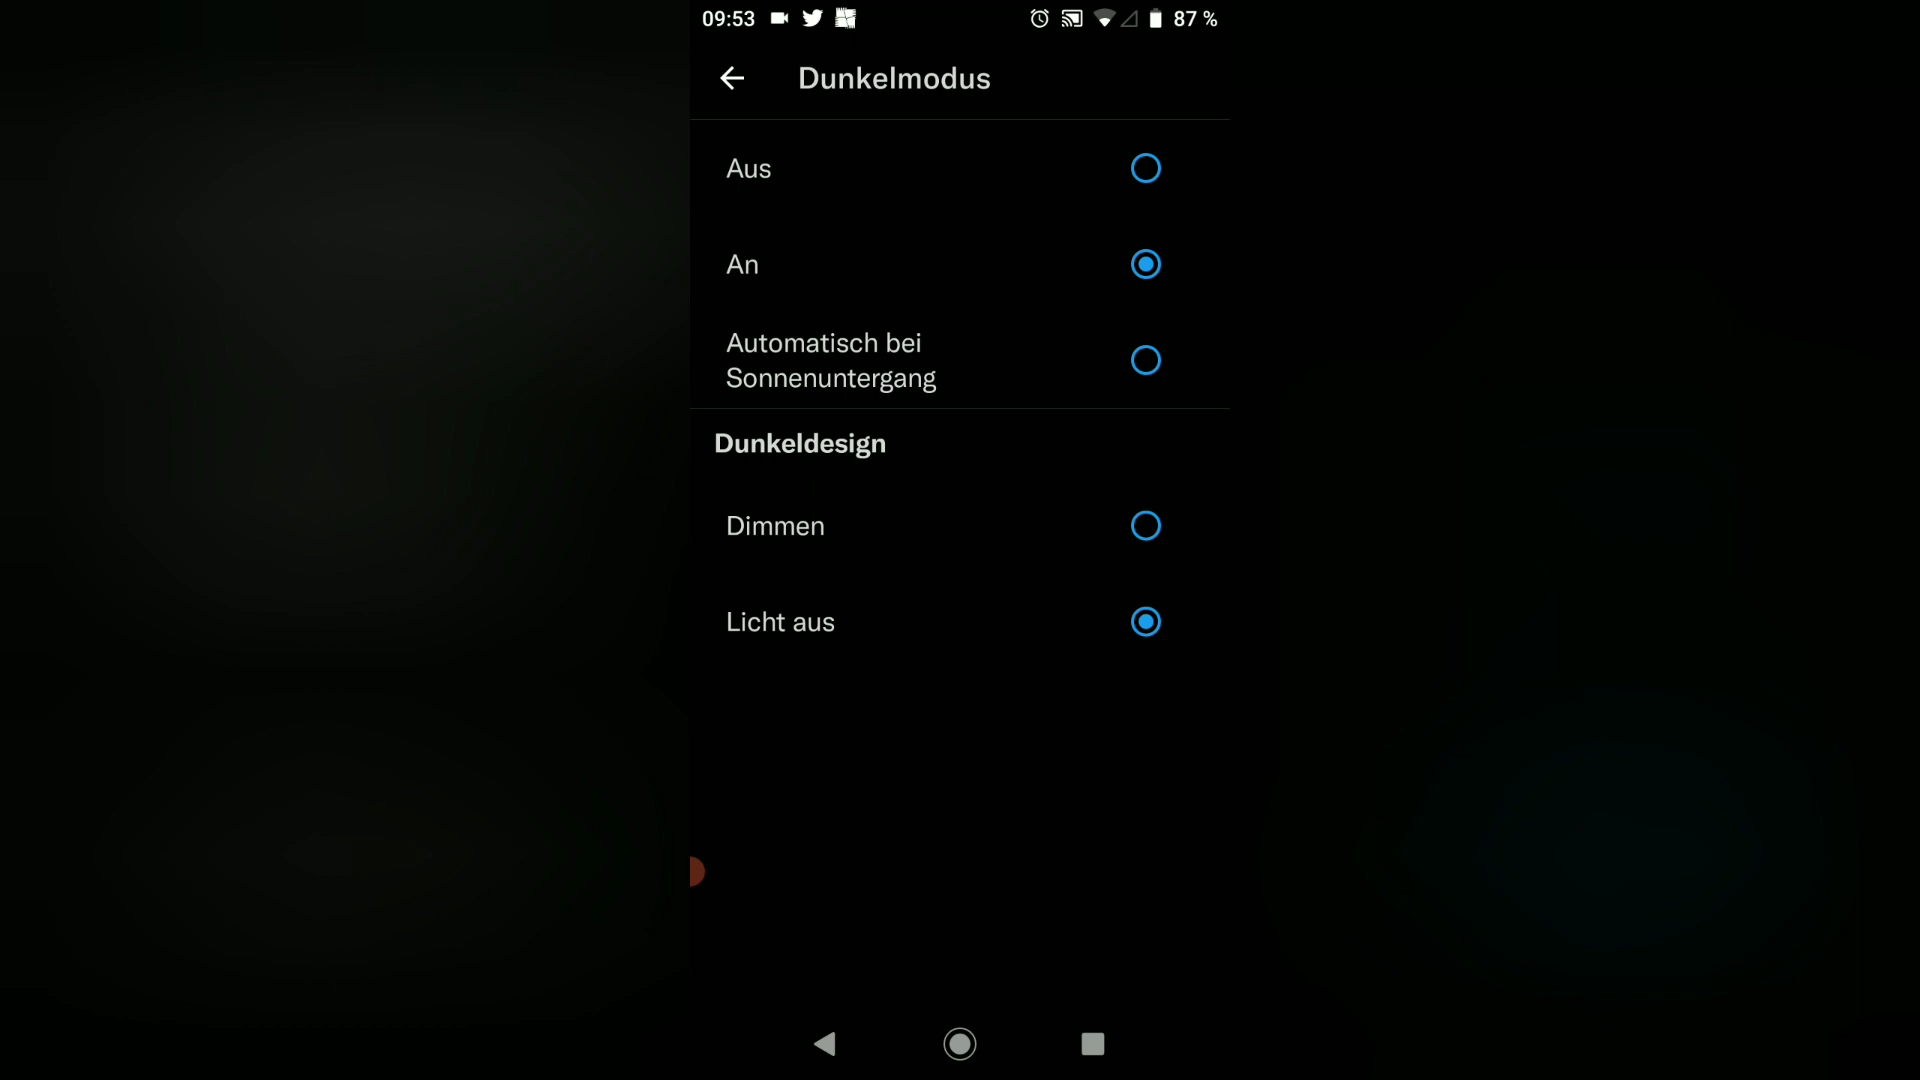 09:53 87 %
Dunkelmodus
Aus
An
Automatisch bei
Sonnenuntergang
Dunkeldesign
Dimmen
Licht aus